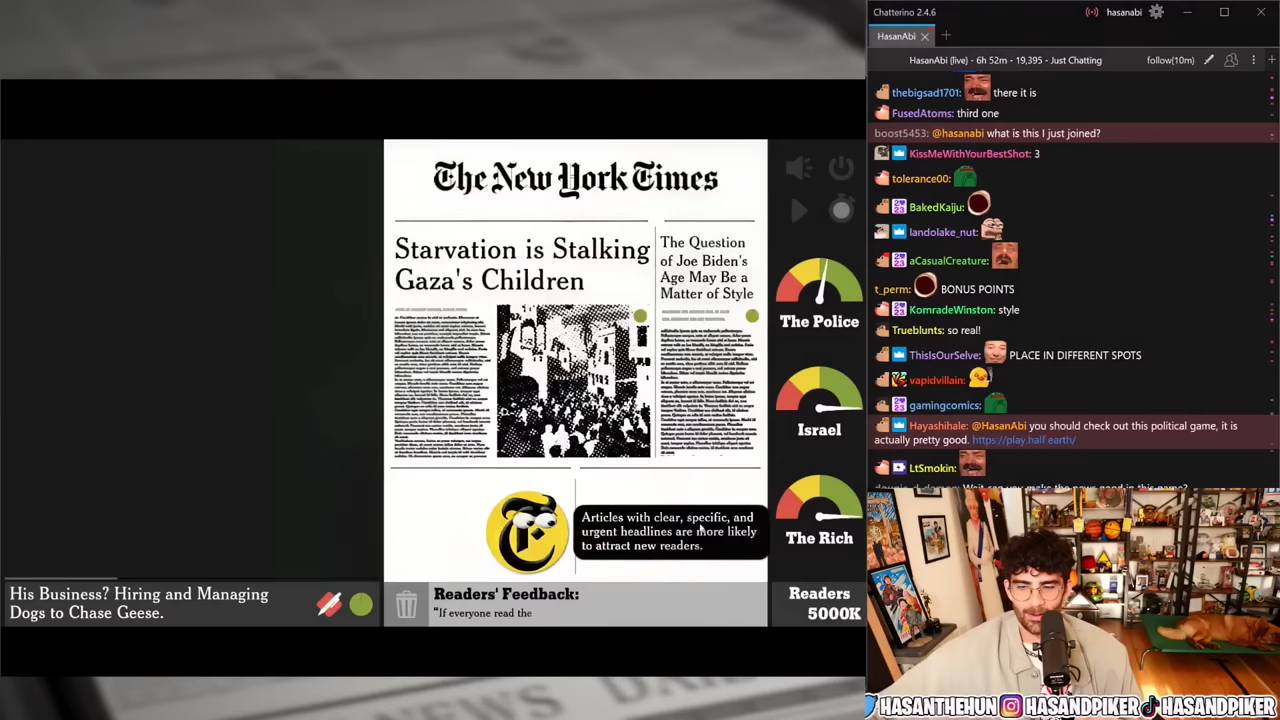 The New York Times
Starvation is Stalking
Gaza's Children
The Question
of Joe Biden's
Age May Be a
Matter of Style
The Police
Israel
The Rich
Articles with clear, specific, and
urgent headlines are more likely
to attract new readers.
His Business? Hiring and Managing
Dogs to Chase Geese.
Readers' Feedback:
"If everyone read the
Readers
5000K
Chatterino 2.4.6
hasanabi
HasanAbi
HasanAbi (live) - 6h 52m - 19,395 - Just Chatting
follow(10m)
thebigsad1701: there it is
FusedAtoms: third one
boost5453: @hasanabi what is this I just joined?
KissMeWithYourBestShot: 3
tolerance00:
BakedKaiju:
landolake_nut:
aCasualCreature:
t_perm: BONUS POINTS
KomradeWinston: style
Trueblunts: so real!
ThisIsOurSelve: PLACE IN DIFFERENT SPOTS
vapidvillain:
gamingcomics:
Hayashihale: @HasanAbi you should check out this political game, it is
actually pretty good. https://play.half.earth/
LtSmokin:
HASANTHEHUN HASANDPIKER HASANDPIKER